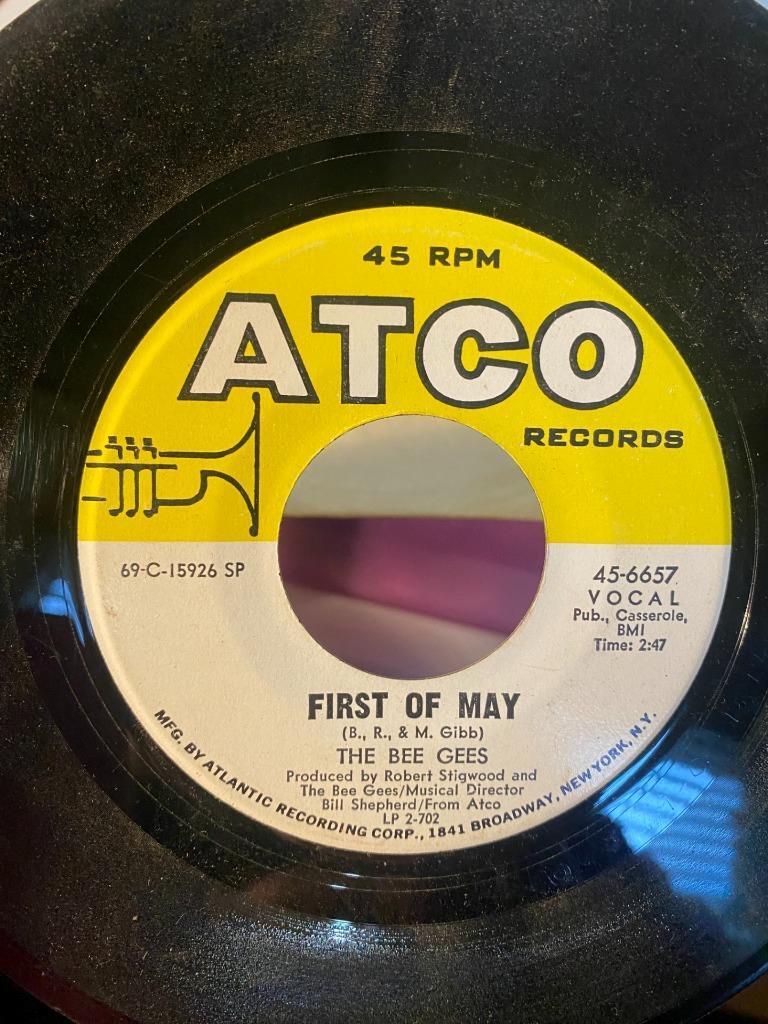 45 RPM
ATCO
RECORDS
69-C-15926 SP
45-6657
VOCAL
Pub., Casserole,
BMI
Time: 2:47
FIRST OF MAY
(B., R., & M. Gibb)
THE BEE GEES
Produced by Robert Stigwood and
The Bee Gees/Musical Director
Bill Shepherd/From Atco
LP 2-702
MFG. BY ATLANTIC RECORDING CORP., 1841 BROADWAY, NEW YORK, N.Y.